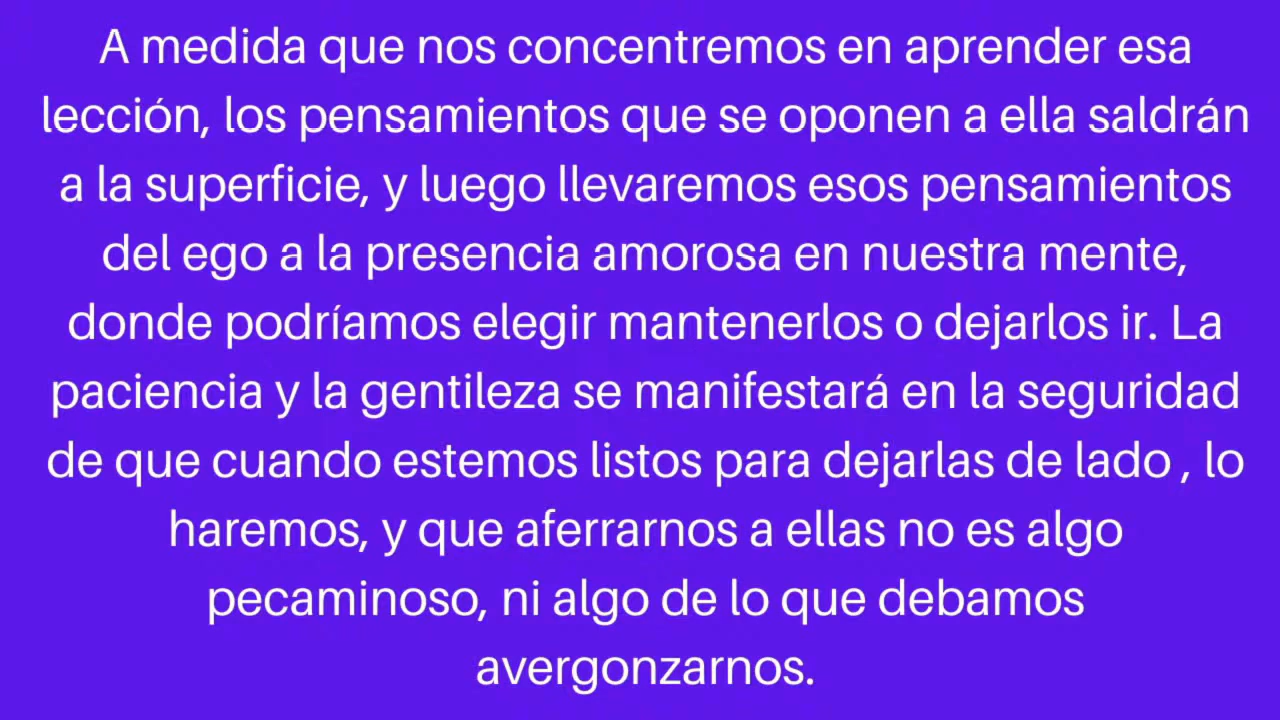 A medida que nos concentremos en aprender esa
lección, los pensamientos que se oponen a ella saldrán
a la superficie, y luego llevaremos esos pensamientos
del ego a la presencia amorosa en nuestra mente,
donde podríamos elegir mantenerlos o dejarlos ir. La
paciencia y la gentileza se manifestará en la seguridad
de que cuando estemos listos para dejarlas de lado , lo
haremos, y que aferrarnos a ellas no es algo
pecaminoso, ni algo de lo que debamos
avergonzarnos.